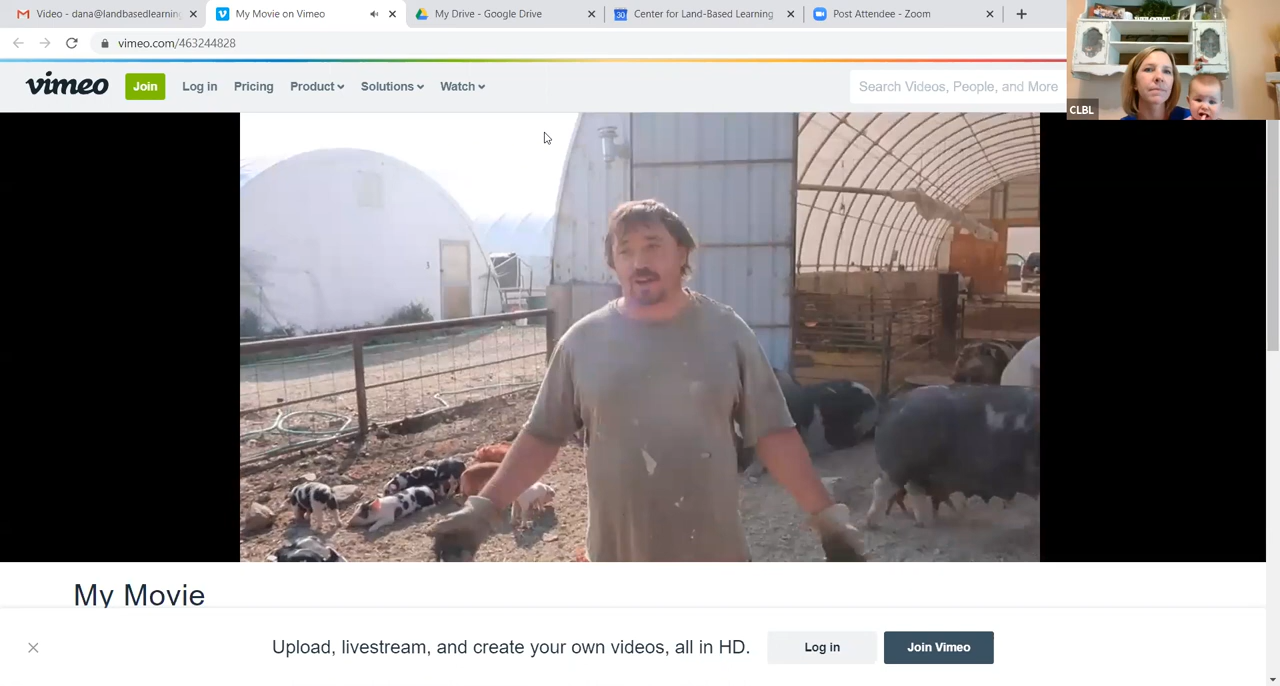 Video - dana@landbasedlearning
My Movie on Vimeo
My Drive - Google Drive
Center for Land-Based Learning
Post Attendee - Zoom
vimeo.com/463244828
vimeo
Join
Log in
Pricing
Product
Solutions
Watch
Search Videos, People, and More
CLBL
My Movie
Upload, livestream, and create your own videos, all in HD.
Log in
Join Vimeo